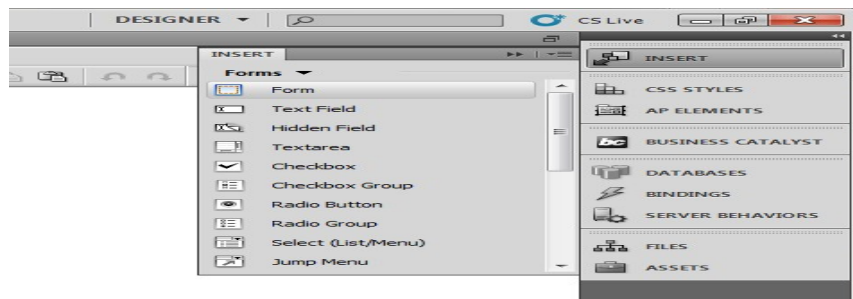 DESIGNER
CS Live
INSERT
Forms
Form
Text Field
Hidden Field
Textarea
Checkbox
Checkbox Group
Radio Button
Radio Group
Select (List/Menu)
Jump Menu
INSERT
CSS STYLES
AP ELEMENTS
BC BUSINESS CATALYST
DATABASES
BINDINGS
SERVER BEHAVIORS
FILES
ASSETS